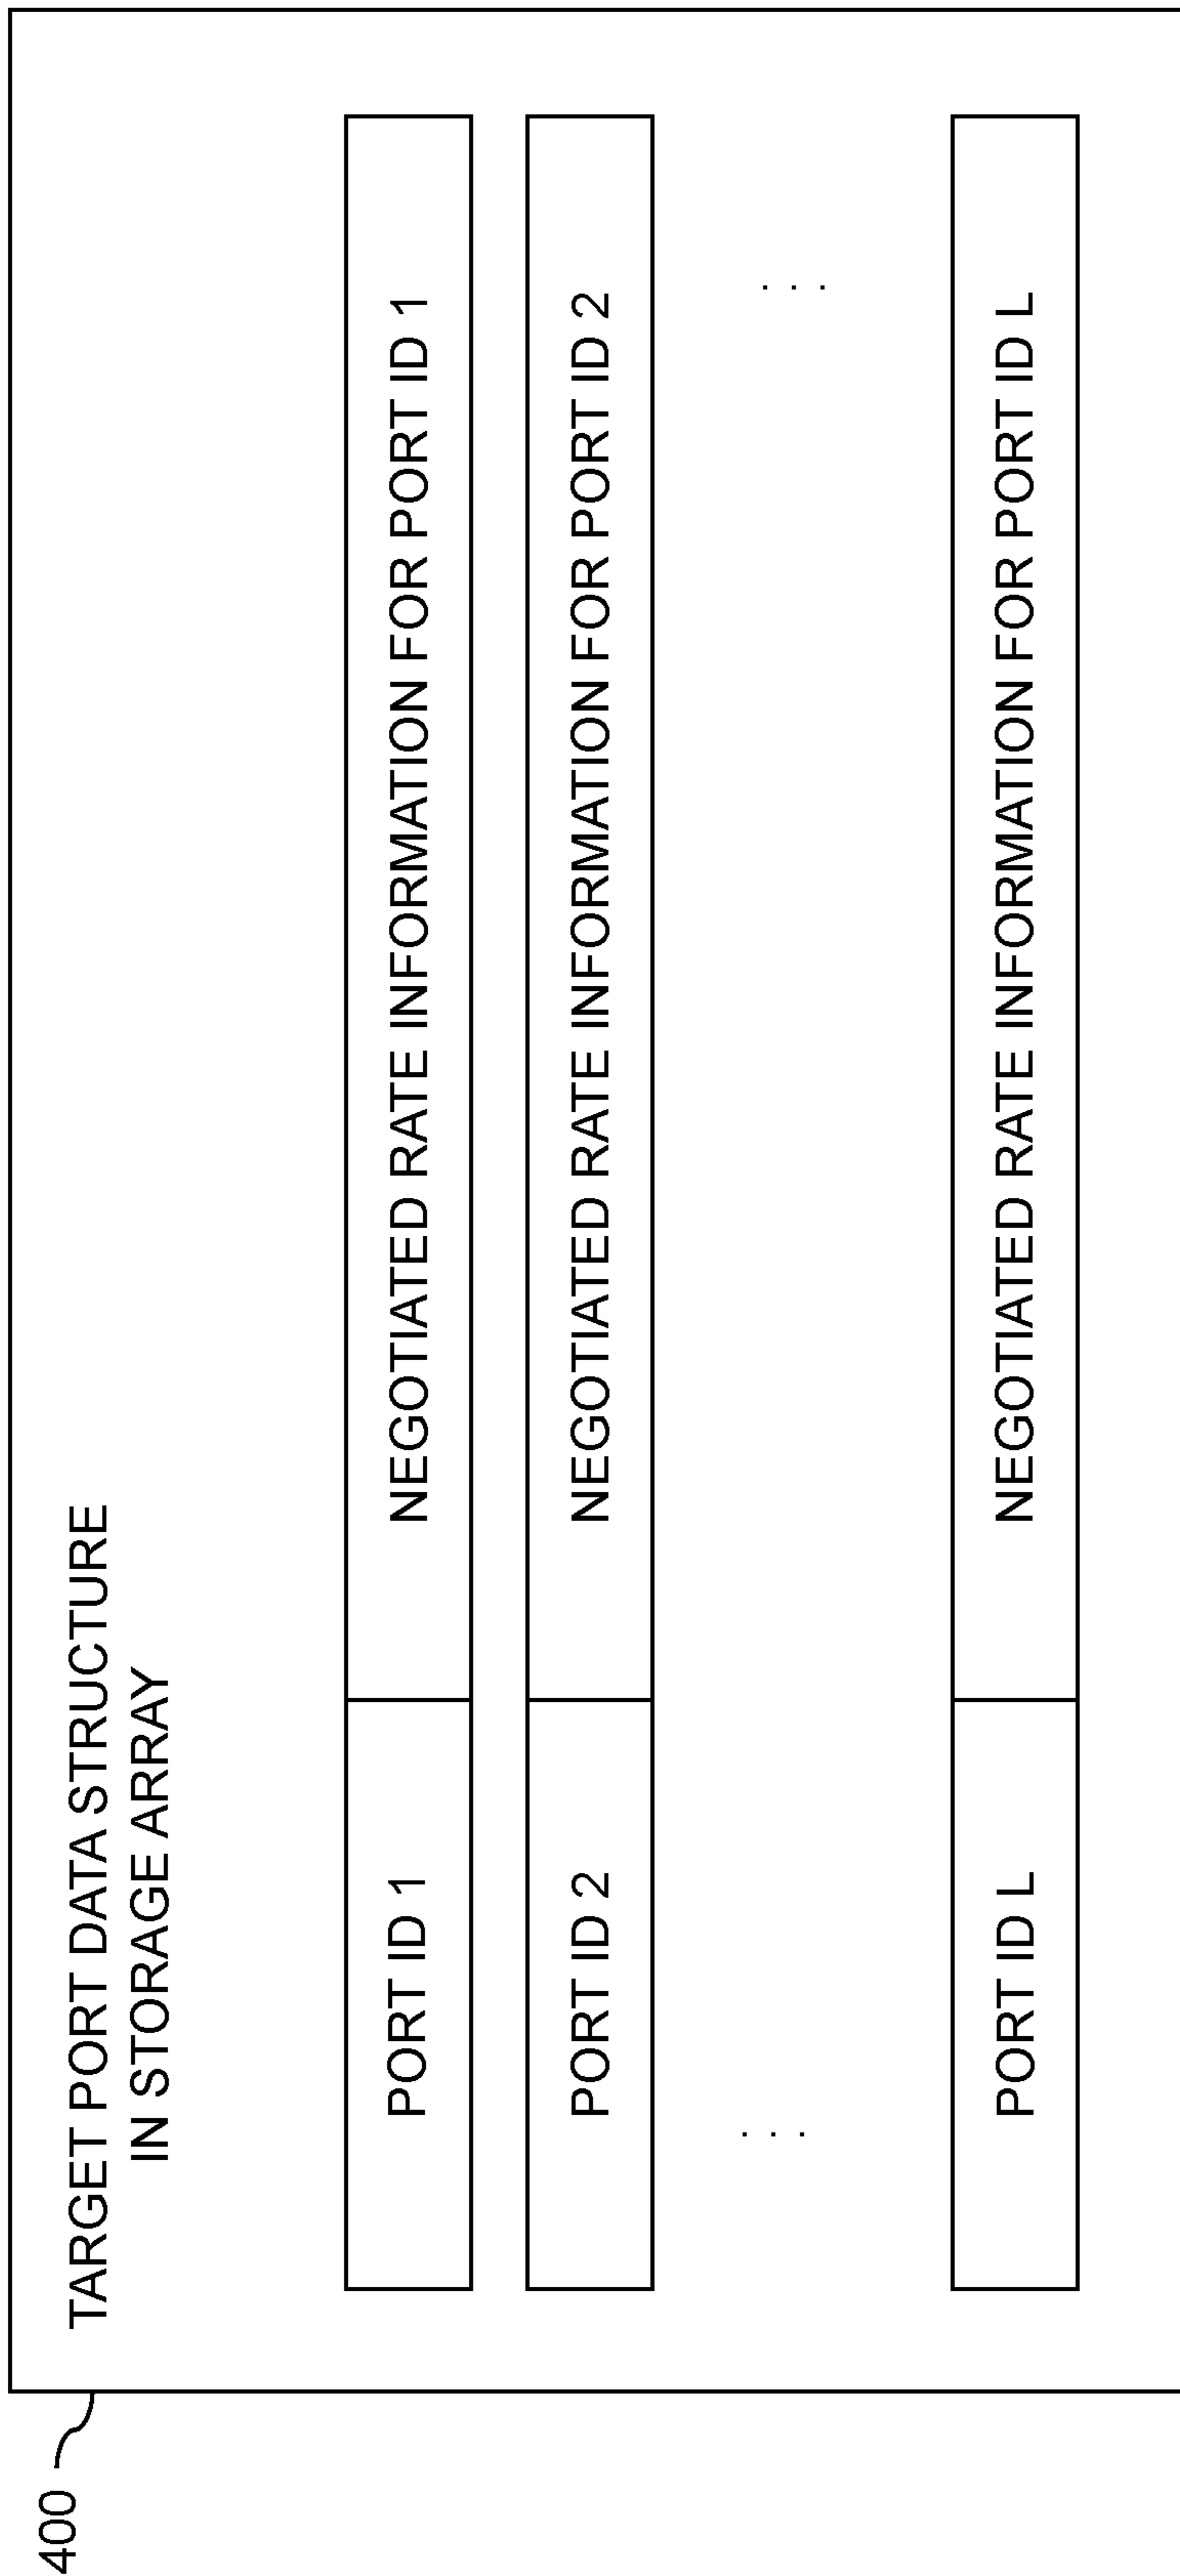 400
TARGET PORT DATA STRUCTURE
IN STORAGE ARRAY
PORT ID 1
NEGOTIATED RATE INFORMATION FOR PORT ID 1
PORT ID 2
NEGOTIATED RATE INFORMATION FOR PORT ID 2
. . .
. . .
PORT ID L
NEGOTIATED RATE INFORMATION FOR PORT ID L